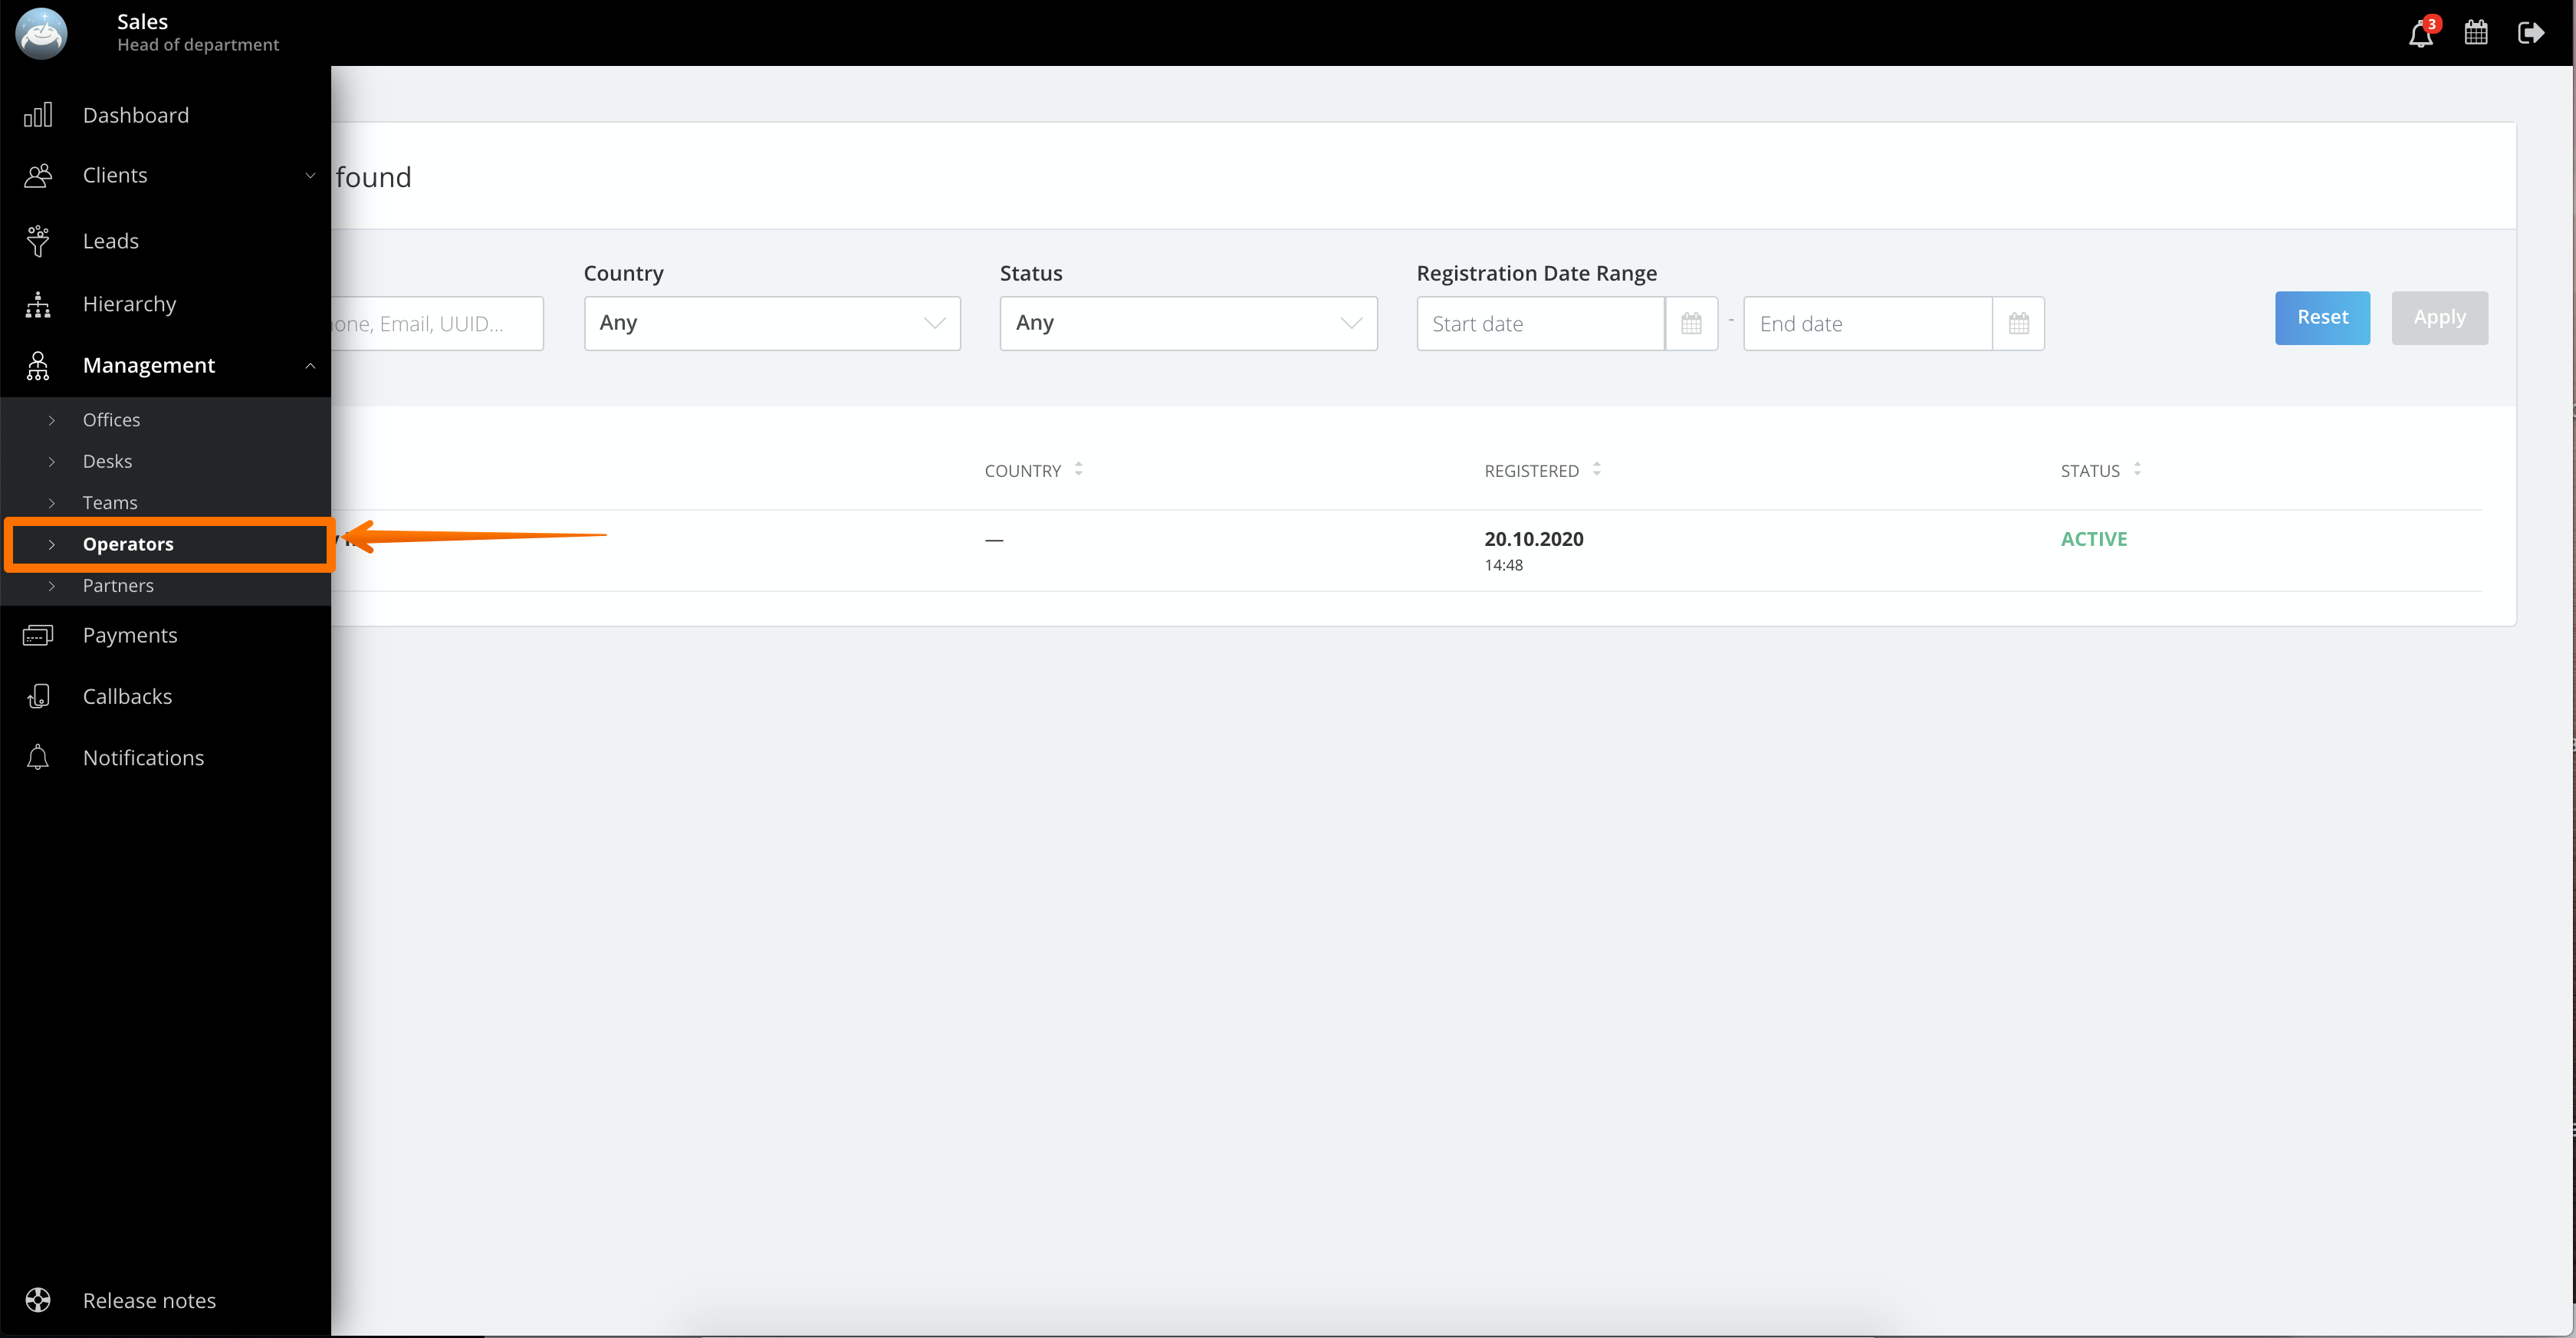 Sales
Head of department
3
Dashboard
Clients
Leads
Hierarchy
Management
Offices
Desks
Teams
Operators
Partners
Payments
Callbacks
Notifications
Release notes
found
Country
Status
Registration Date Range
Email, UUID...
Any
Any
Start date
-
End date
Reset
Apply
COUNTRY
REGISTERED
STATUS
—
20.10.2020
ACTIVE
14:48